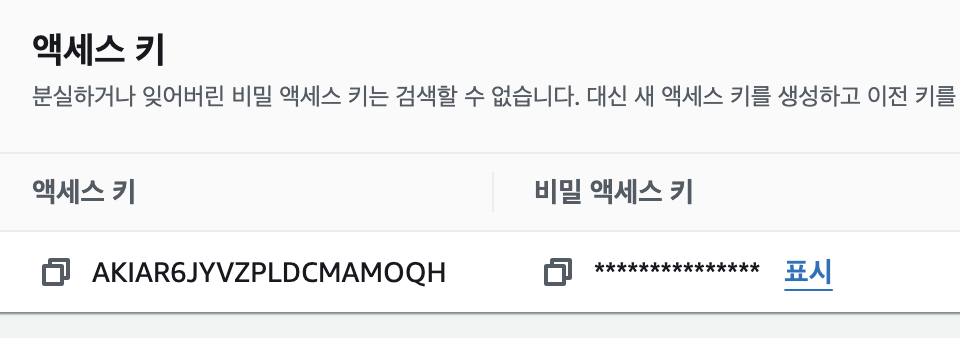 액세스 키
분실하거나 잊어버린 비밀 액세스 키는 검색할 수 없습니다. 대신 새 액세스 키를 생성하고 이전 키를
액세스 키 비밀 액세스 키
AKIAR6JYVZPLDCMAMOQH *************** 표시